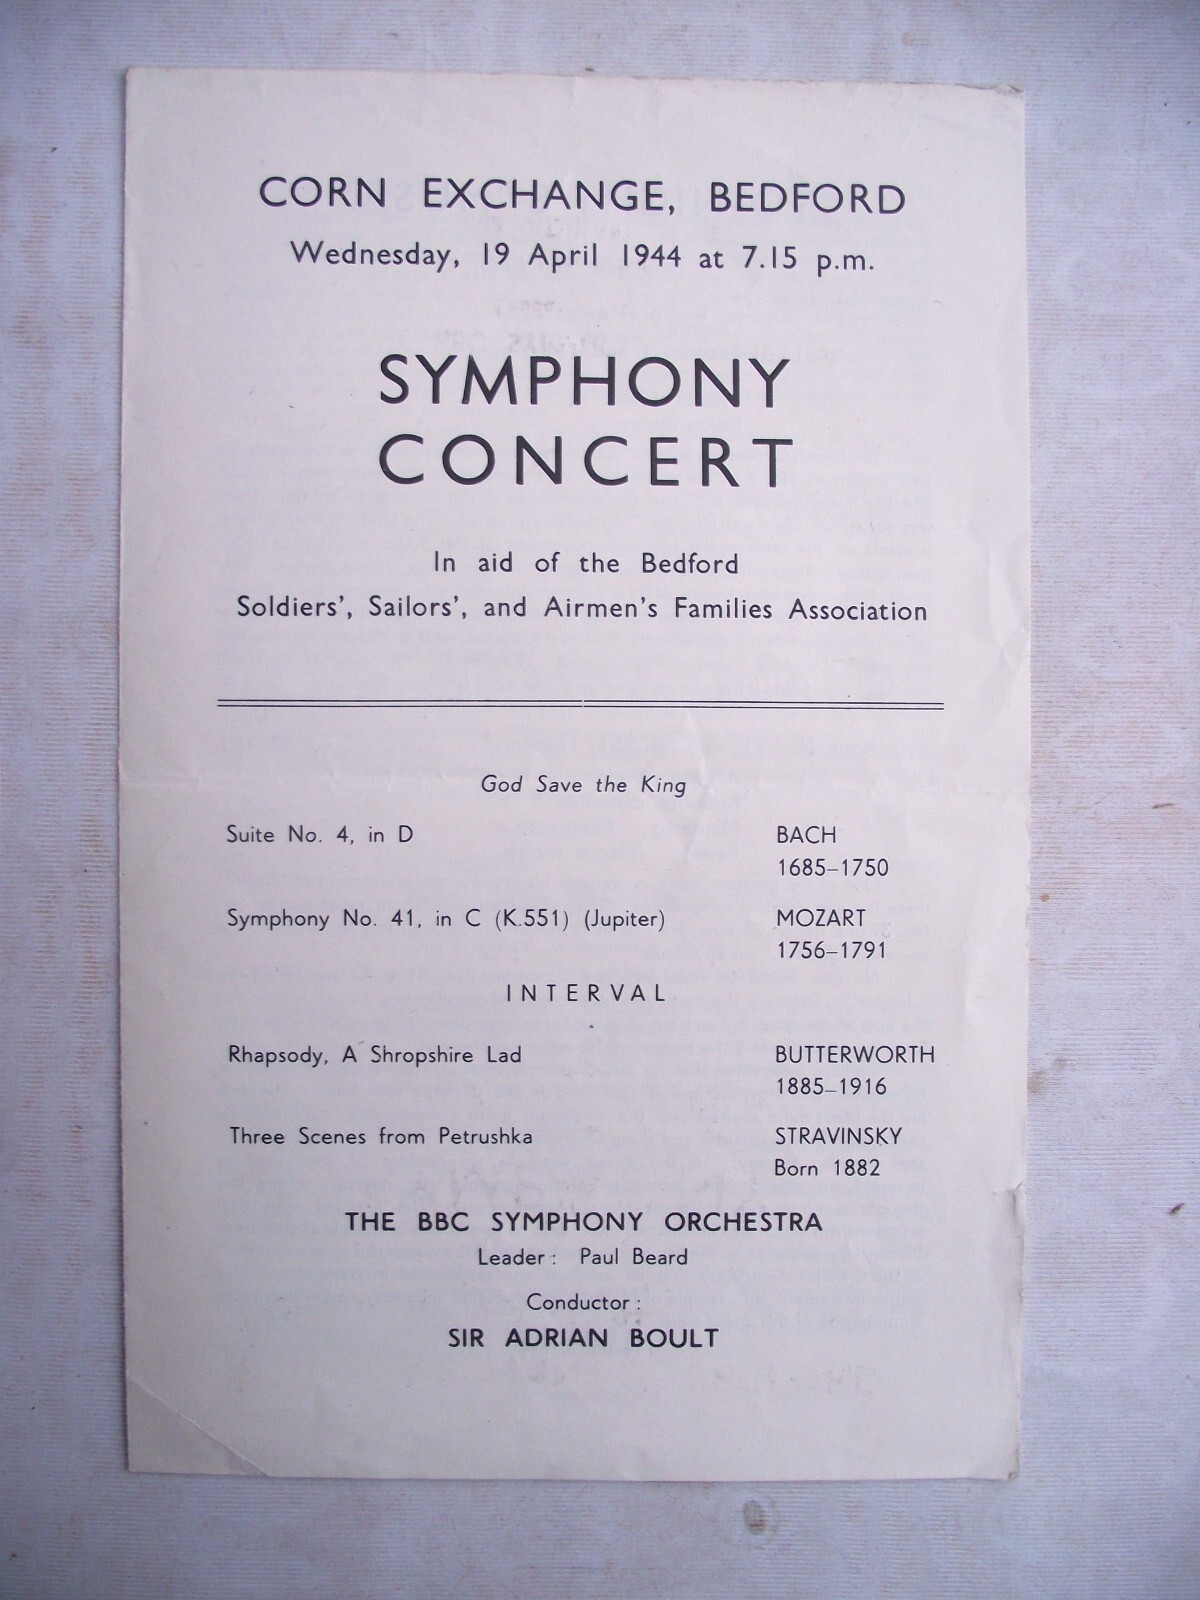 CORN EXCHANGE, BEDFORD
Wednesday, 19 April 1944 at 7.15 p.m.
SYMPHONY
CONCERT
In aid of the Bedford
Soldiers', Sailors', and Airmen's Families Association
God Save the King
Suite No. 4, in D BACH
1685–1750
Symphony No. 41, in C (K.551) (Jupiter) MOZART
1756–1791
INTERVAL
Rhapsody, A Shropshire Lad BUTTERWORTH
1885–1916
Three Scenes from Petrushka STRAVINSKY
Born 1882
THE BBC SYMPHONY ORCHESTRA
Leader : Paul Beard
Conductor :
SIR ADRIAN BOULT